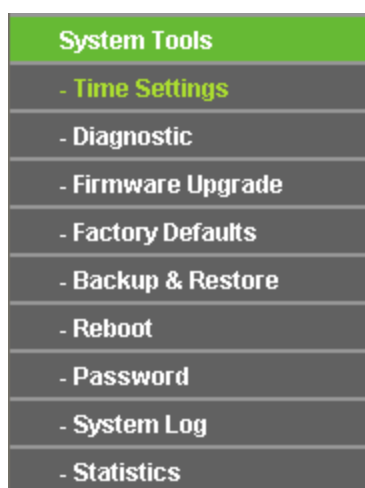 System Tools
- Time Settings
- Diagnostic
- Firmware Upgrade
- Factory Defaults
- Backup & Restore
- Reboot
- Password
- System Log
- Statistics